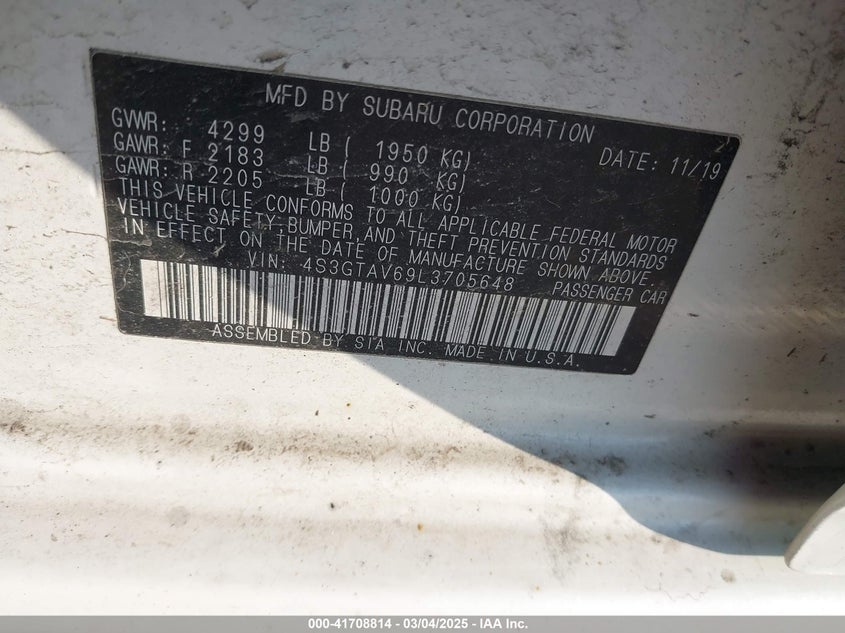 MFD BY SUBARU CORPORATION
GVWR: 4299 LB ( 1950 KG) DATE: 11/19
GAWR: F 2183 LB ( 990 KG)
GAWR: R 2205 LB ( 1000 KG)
THIS VEHICLE CONFORMS TO ALL APPLICABLE FEDERAL MOTOR
VEHICLE SAFETY, BUMPER, AND THEFT PREVENTION STANDARDS
IN EFFECT ON THE DATE OF MANUFACTURE SHOWN ABOVE.
VIN: 4S3GTAV69L3705648 PASSENGER CAR
ASSEMBLED BY SIA INC. MADE IN U.S.A.
000-41708814 - 03/04/2025 - IAA Inc.